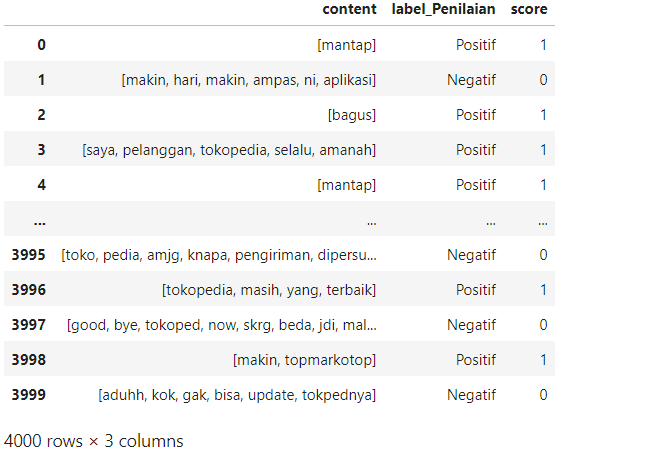 content label_Penilaian score
0 [mantap] Positif 1
1 [makin, hari, makin, ampas, ni, aplikasi] Negatif 0
2 [bagus] Positif 1
3 [saya, pelanggan, tokopedia, selalu, amanah] Positif 1
4 [mantap] Positif 1
... ... ... ...
3995 [toko, pedia, amjg, knapa, pengiriman, dipersu... Negatif 0
3996 [tokopedia, masih, yang, terbaik] Positif 1
3997 [good, bye, tokoped, now, skrg, beda, jdi, mal... Negatif 0
3998 [makin, topmarkotop] Positif 1
3999 [aduhh, kok, gak, bisa, update, tokpednya] Negatif 0
4000 rows × 3 columns